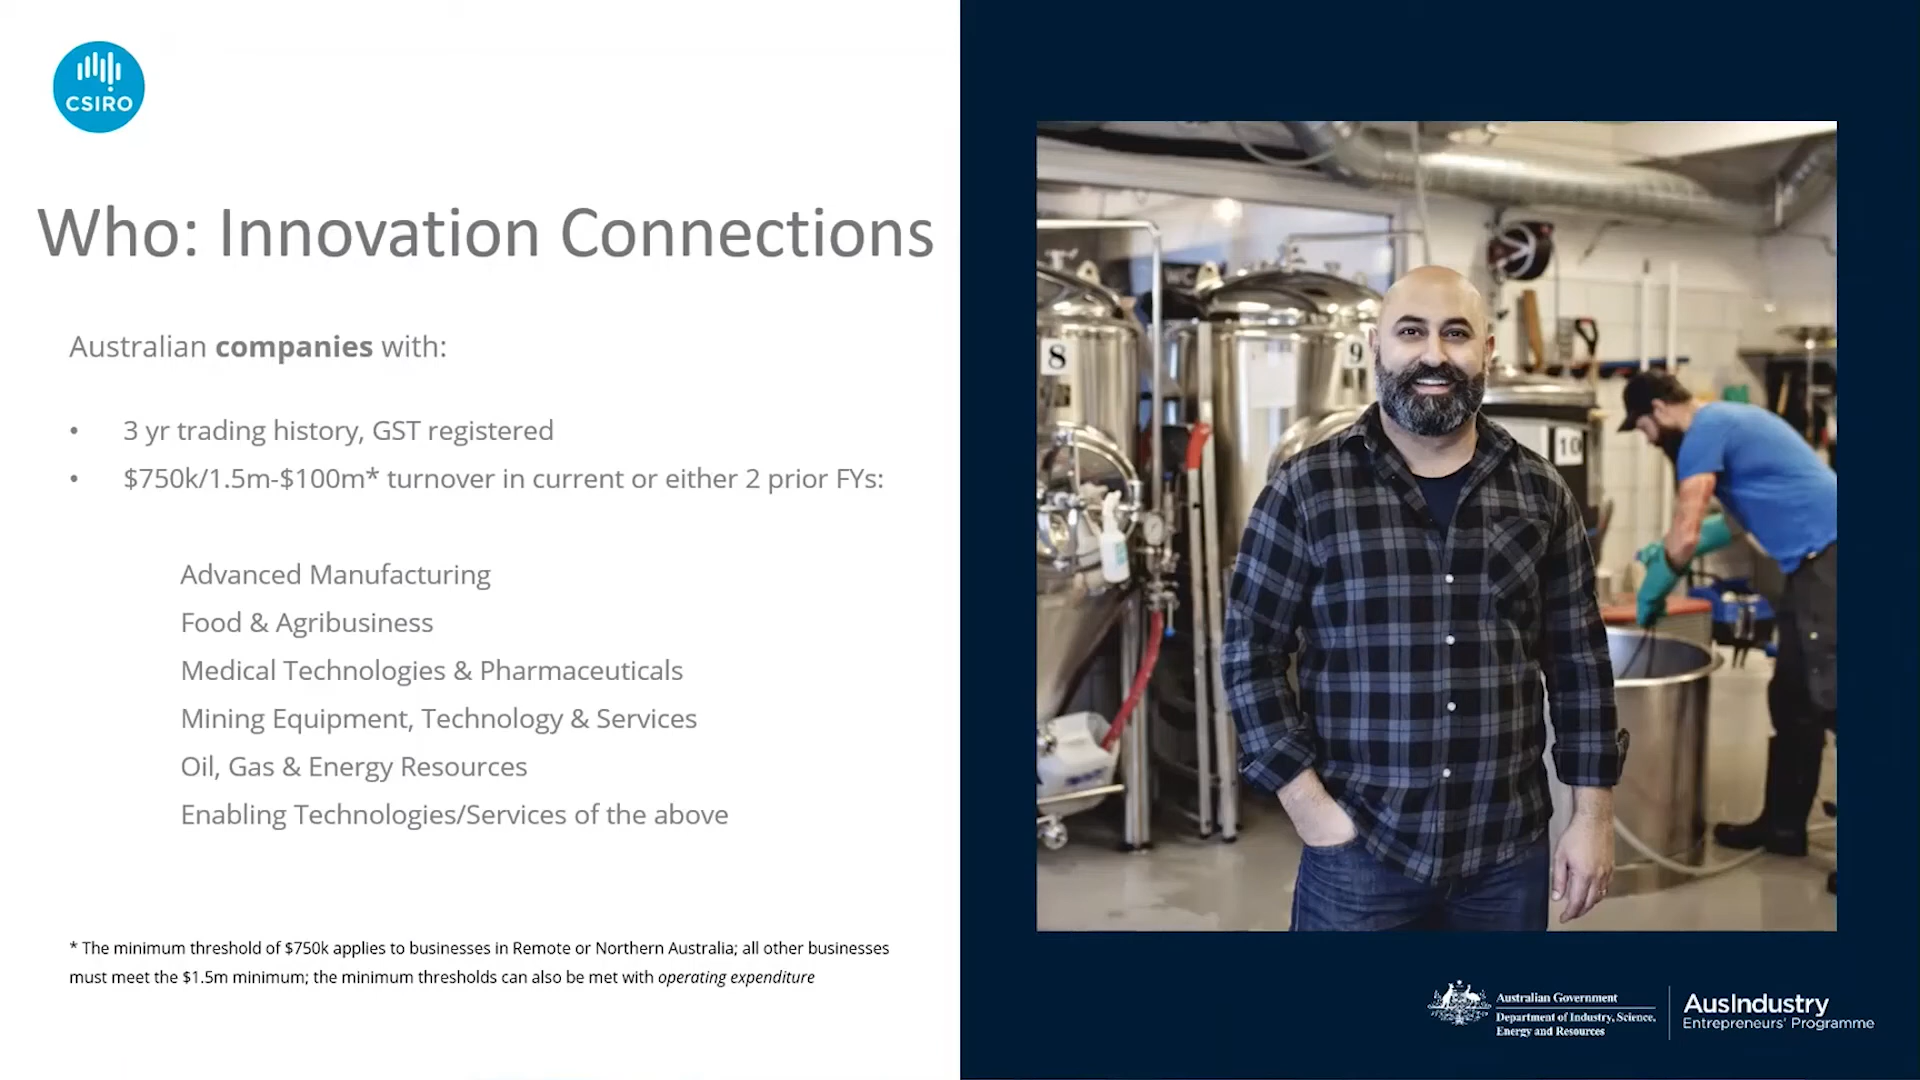 CSIRO
Who: Innovation Connections
Australian companies with:
• 3 yr trading history, GST registered
• $750k/1.5m-$100m* turnover in current or either 2 prior FYs:
Advanced Manufacturing
Food & Agribusiness
Medical Technologies & Pharmaceuticals
Mining Equipment, Technology & Services
Oil, Gas & Energy Resources
Enabling Technologies/Services of the above
* The minimum threshold of $750k applies to businesses in Remote or Northern Australia; all other businesses
must meet the $1.5m minimum; the minimum thresholds can also be met with operating expenditure
8
9
10
Australian Government
Department of Industry, Science,
Energy and Resources
AusIndustry
Entrepreneurs' Programme